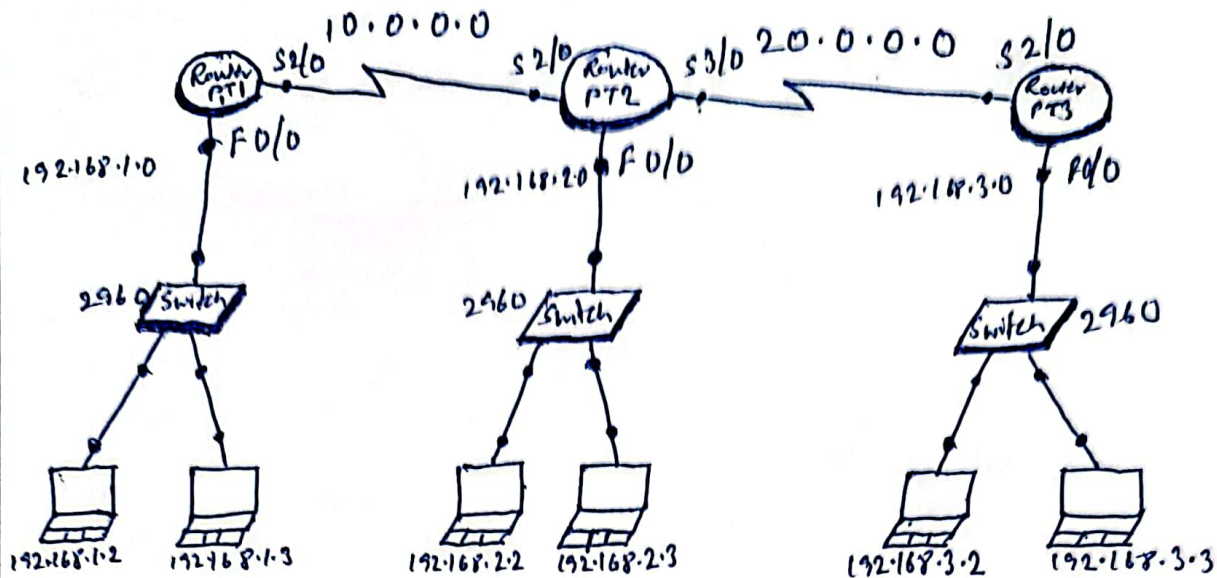 10.0.0.0
20.0.0.0
Router
PT1
S2/0
S2/0
Router
PT2
S3/0
S2/0
Router
PT3
F0/0
F0/0
F0/0
192.168.1.0
192.168.2.0
192.168.3.0
2960
Switch
2960
Switch
Switch
2960
192.168.1.2
192.168.1.3
192.168.2.2
192.168.2.3
192.168.3.2
192.168.3.3